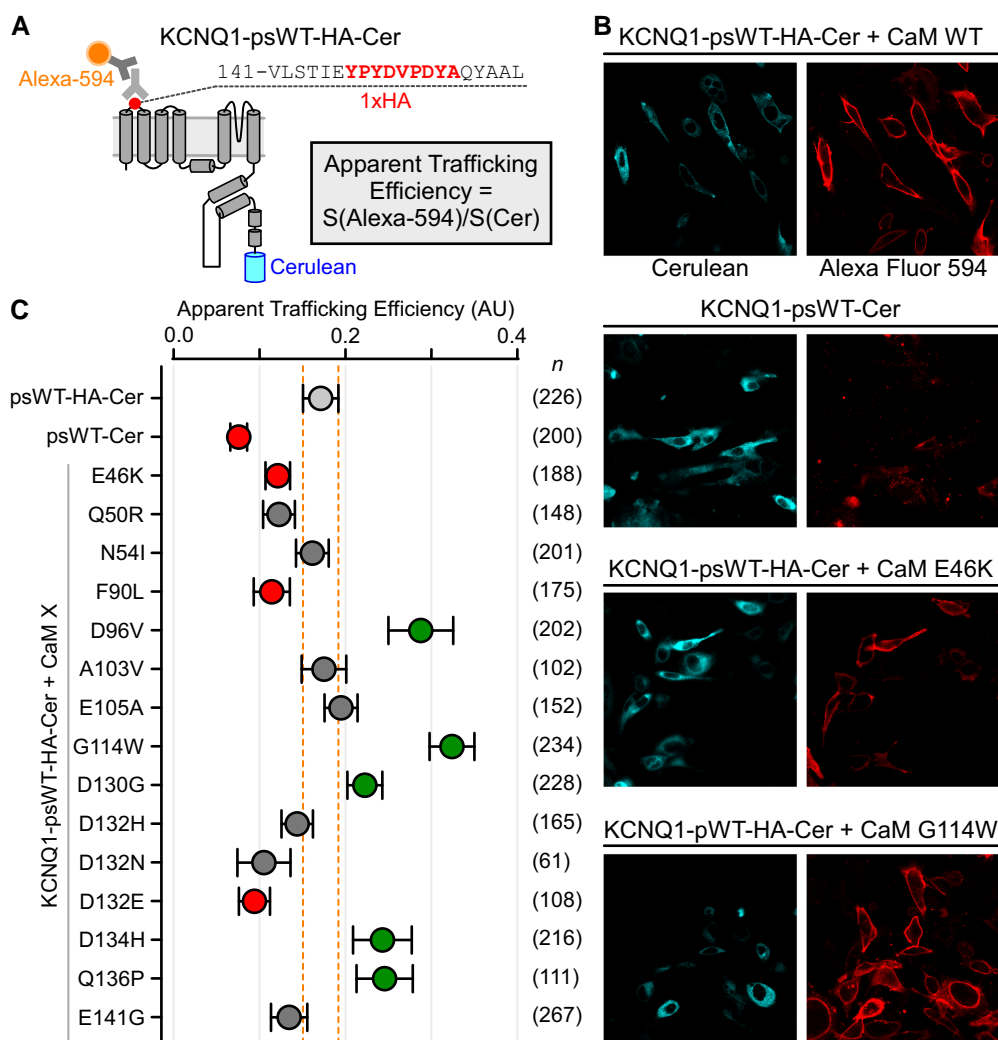 A
KCNQ1-psWT-HA-Cer
Alexa-594
141-VLSTIEYPYDVPDYAQYAAL
1xHA
Apparent Trafficking
Efficiency =
S(Alexa-594)/S(Cer)
Cerulean
B
KCNQ1-psWT-HA-Cer + CaM WT
Cerulean
Alexa Fluor 594
KCNQ1-psWT-Cer
KCNQ1-psWT-HA-Cer + CaM E46K
KCNQ1-pWT-HA-Cer + CaM G114W
C
Apparent Trafficking Efficiency (AU)
0.0 0.2 0.4
n
psWT-HA-Cer (226)
psWT-Cer (200)
KCNQ1-psWT-HA-Cer + CaM X
E46K (188)
Q50R (148)
N54I (201)
F90L (175)
D96V (202)
A103V (102)
E105A (152)
G114W (234)
D130G (228)
D132H (165)
D132N (61)
D132E (108)
D134H (216)
Q136P (111)
E141G (267)